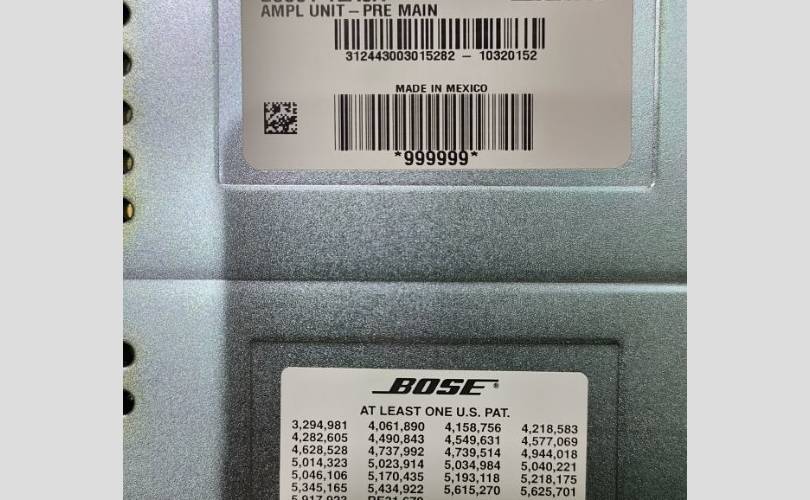 AMPL UNIT – PRE MAIN
312443003015282 – 10320152
MADE IN MEXICO
*999999*
BOSE®
AT LEAST ONE U.S. PAT.
3,294,981 4,061,890 4,158,756 4,218,583
4,282,605 4,490,843 4,549,631 4,577,069
4,628,528 4,737,992 4,739,514 4,944,018
5,014,323 5,023,914 5,034,984 5,040,221
5,046,106 5,170,435 5,193,118 5,218,175
5,345,165 5,434,922 5,615,270 5,625,701